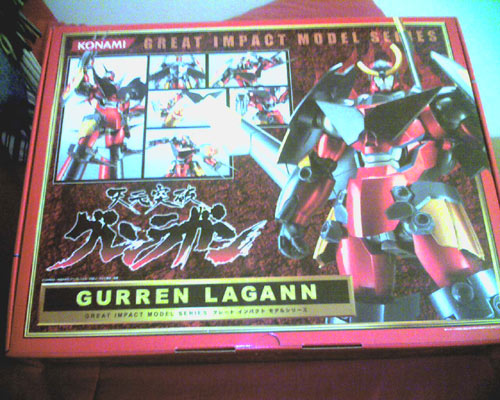 KONAMI GREAT IMPACT MODEL SERIES
天元突破
グレンラガン
GURREN LAGANN
GREAT IMPACT MODEL SERIES グレート インパクト モデルシリーズ